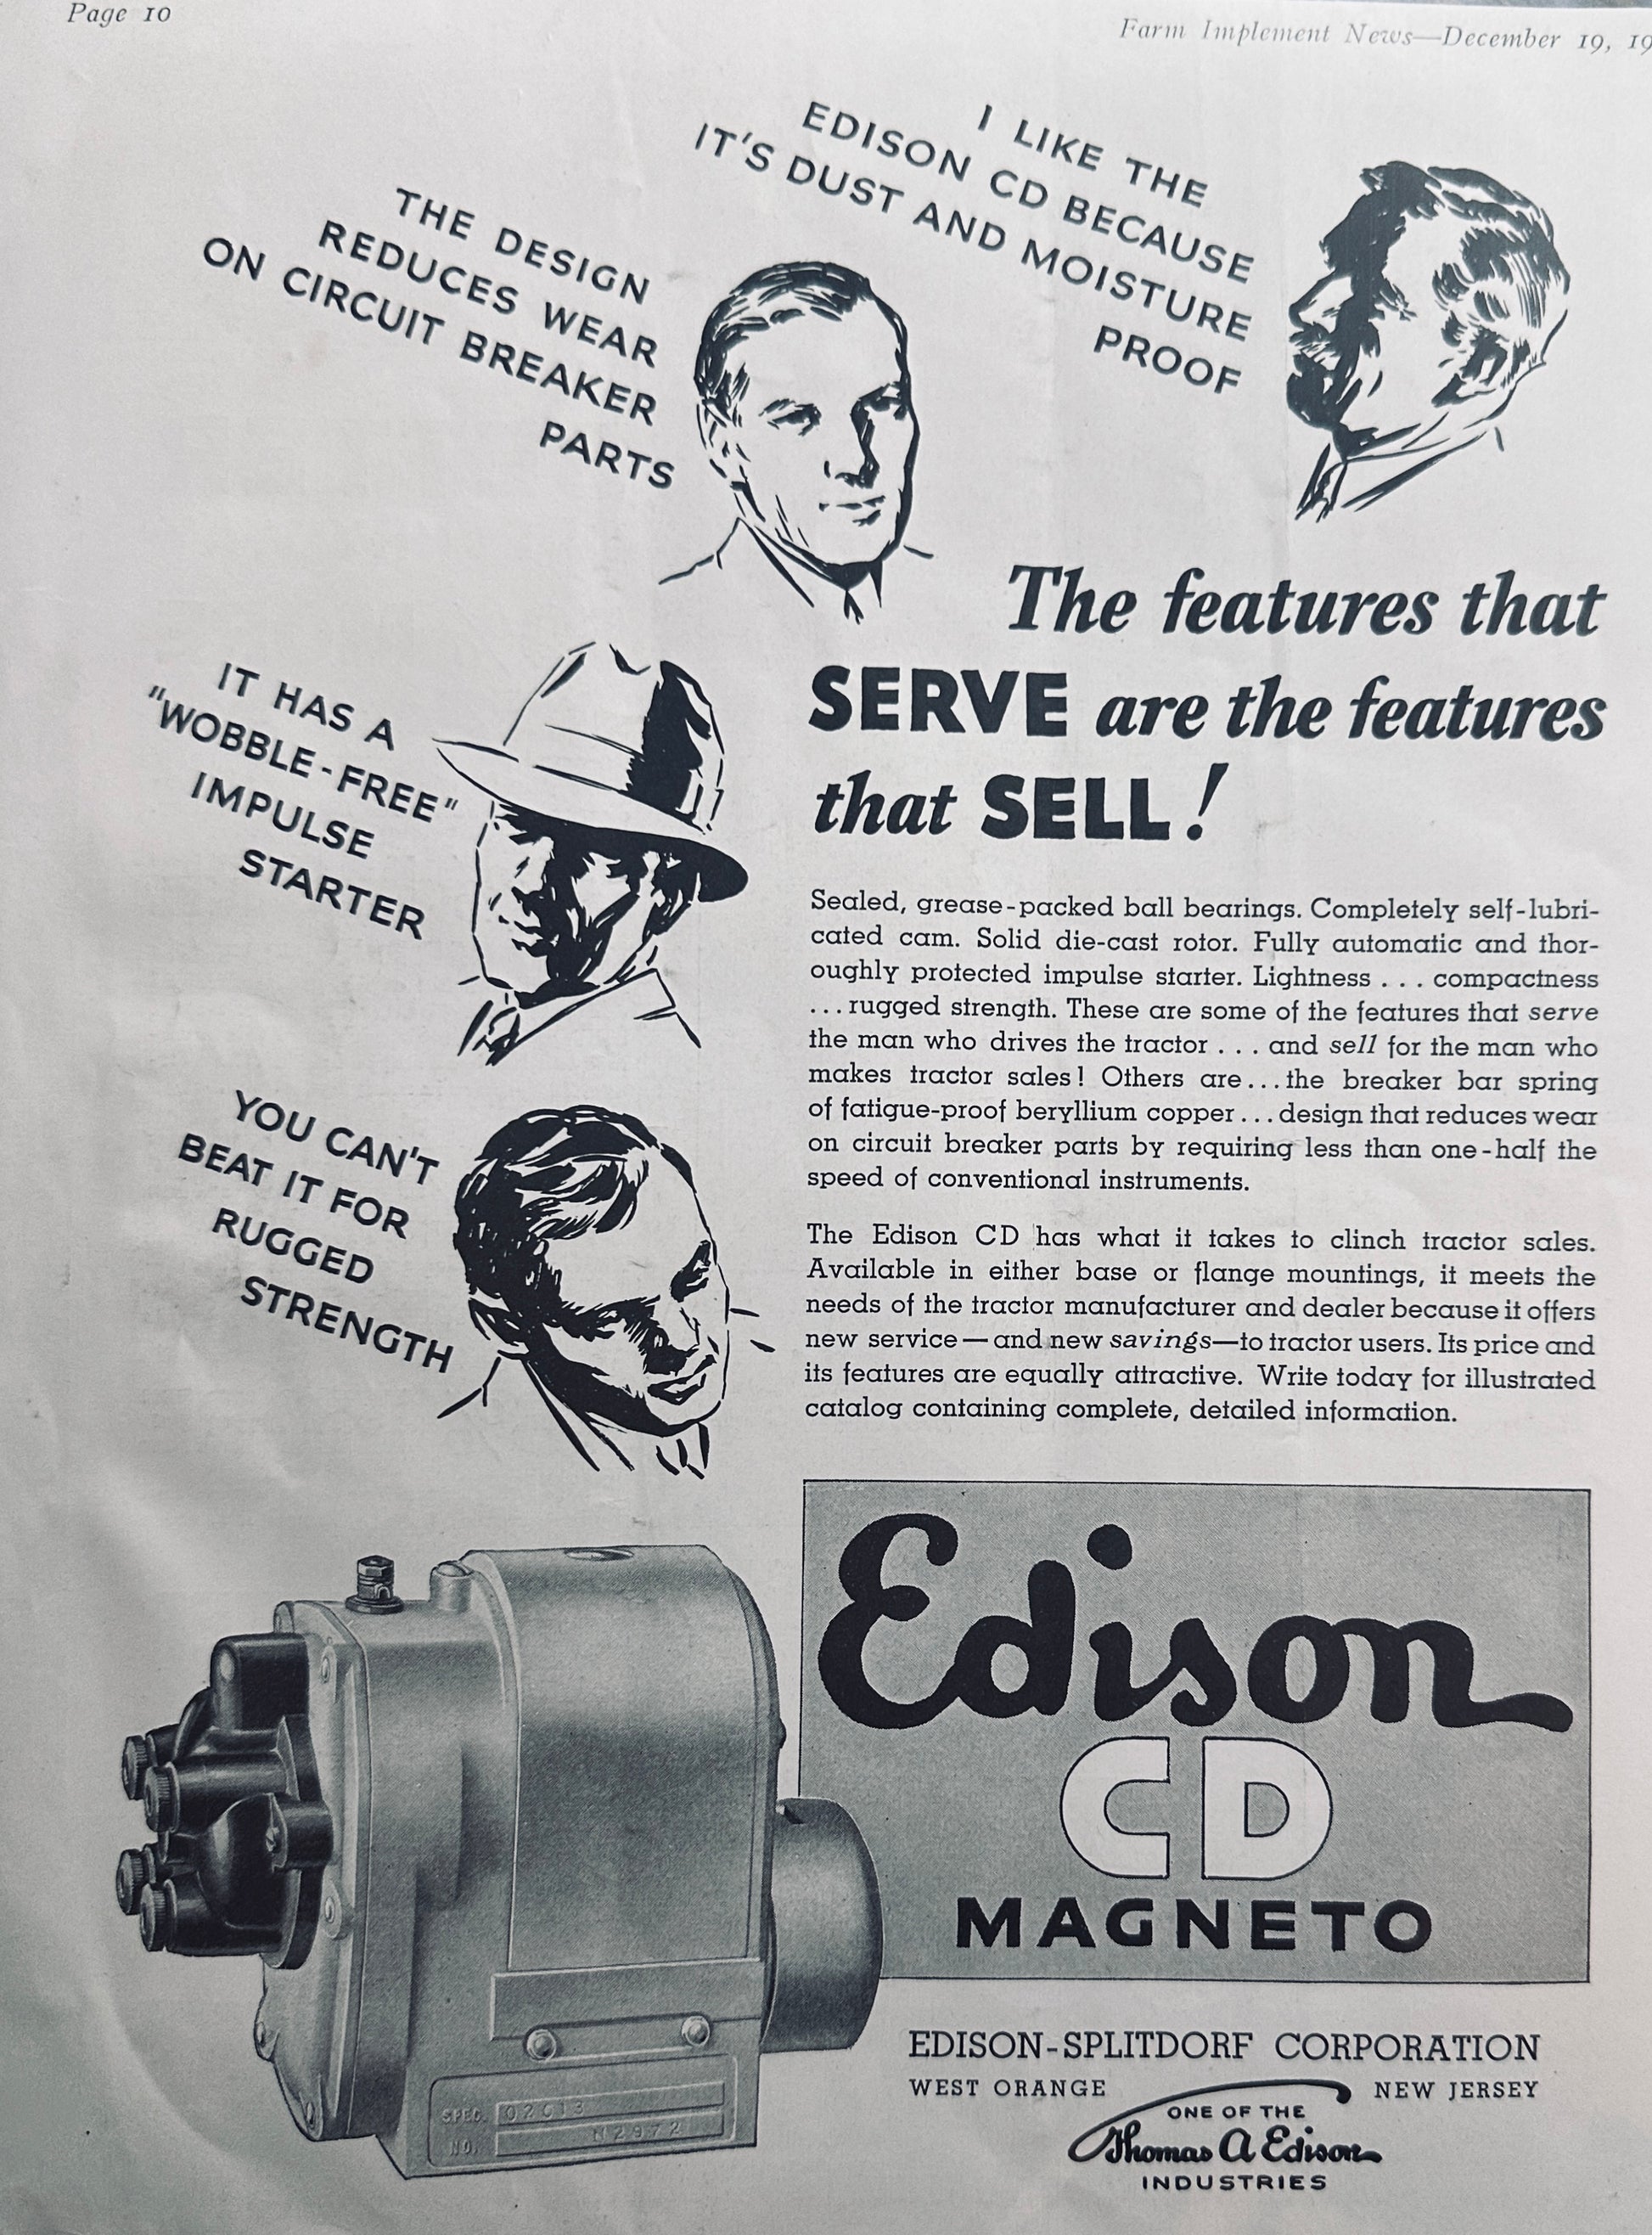 Page 10
Farm Implement News—December 19, 19
I LIKE THE
EDISON CD BECAUSE
IT'S DUST AND MOISTURE
PROOF
THE DESIGN
REDUCES WEAR
ON CIRCUIT BREAKER
PARTS
IT HAS A
"WOBBLE-FREE"
IMPULSE
STARTER
YOU CAN'T
BEAT IT FOR
RUGGED
STRENGTH
The features that
SERVE are the features
that SELL!
Sealed, grease-packed ball bearings. Completely self-lubri-
cated cam. Solid die-cast rotor. Fully automatic and thor-
oughly protected impulse starter. Lightness . . . compactness
. . . rugged strength. These are some of the features that serve
the man who drives the tractor . . . and sell for the man who
makes tractor sales! Others are . . . the breaker bar spring
of fatigue-proof beryllium copper . . . design that reduces wear
on circuit breaker parts by requiring less than one-half the
speed of conventional instruments.
The Edison CD has what it takes to clinch tractor sales.
Available in either base or flange mountings, it meets the
needs of the tractor manufacturer and dealer because it offers
new service—and new savings—to tractor users. Its price and
its features are equally attractive. Write today for illustrated
catalog containing complete, detailed information.
Edison
CD
MAGNETO
SPEC. 02C13
NO. N2972
EDISON-SPLITDORF CORPORATION
WEST ORANGE NEW JERSEY
ONE OF THE
Thomas A Edison
INDUSTRIES